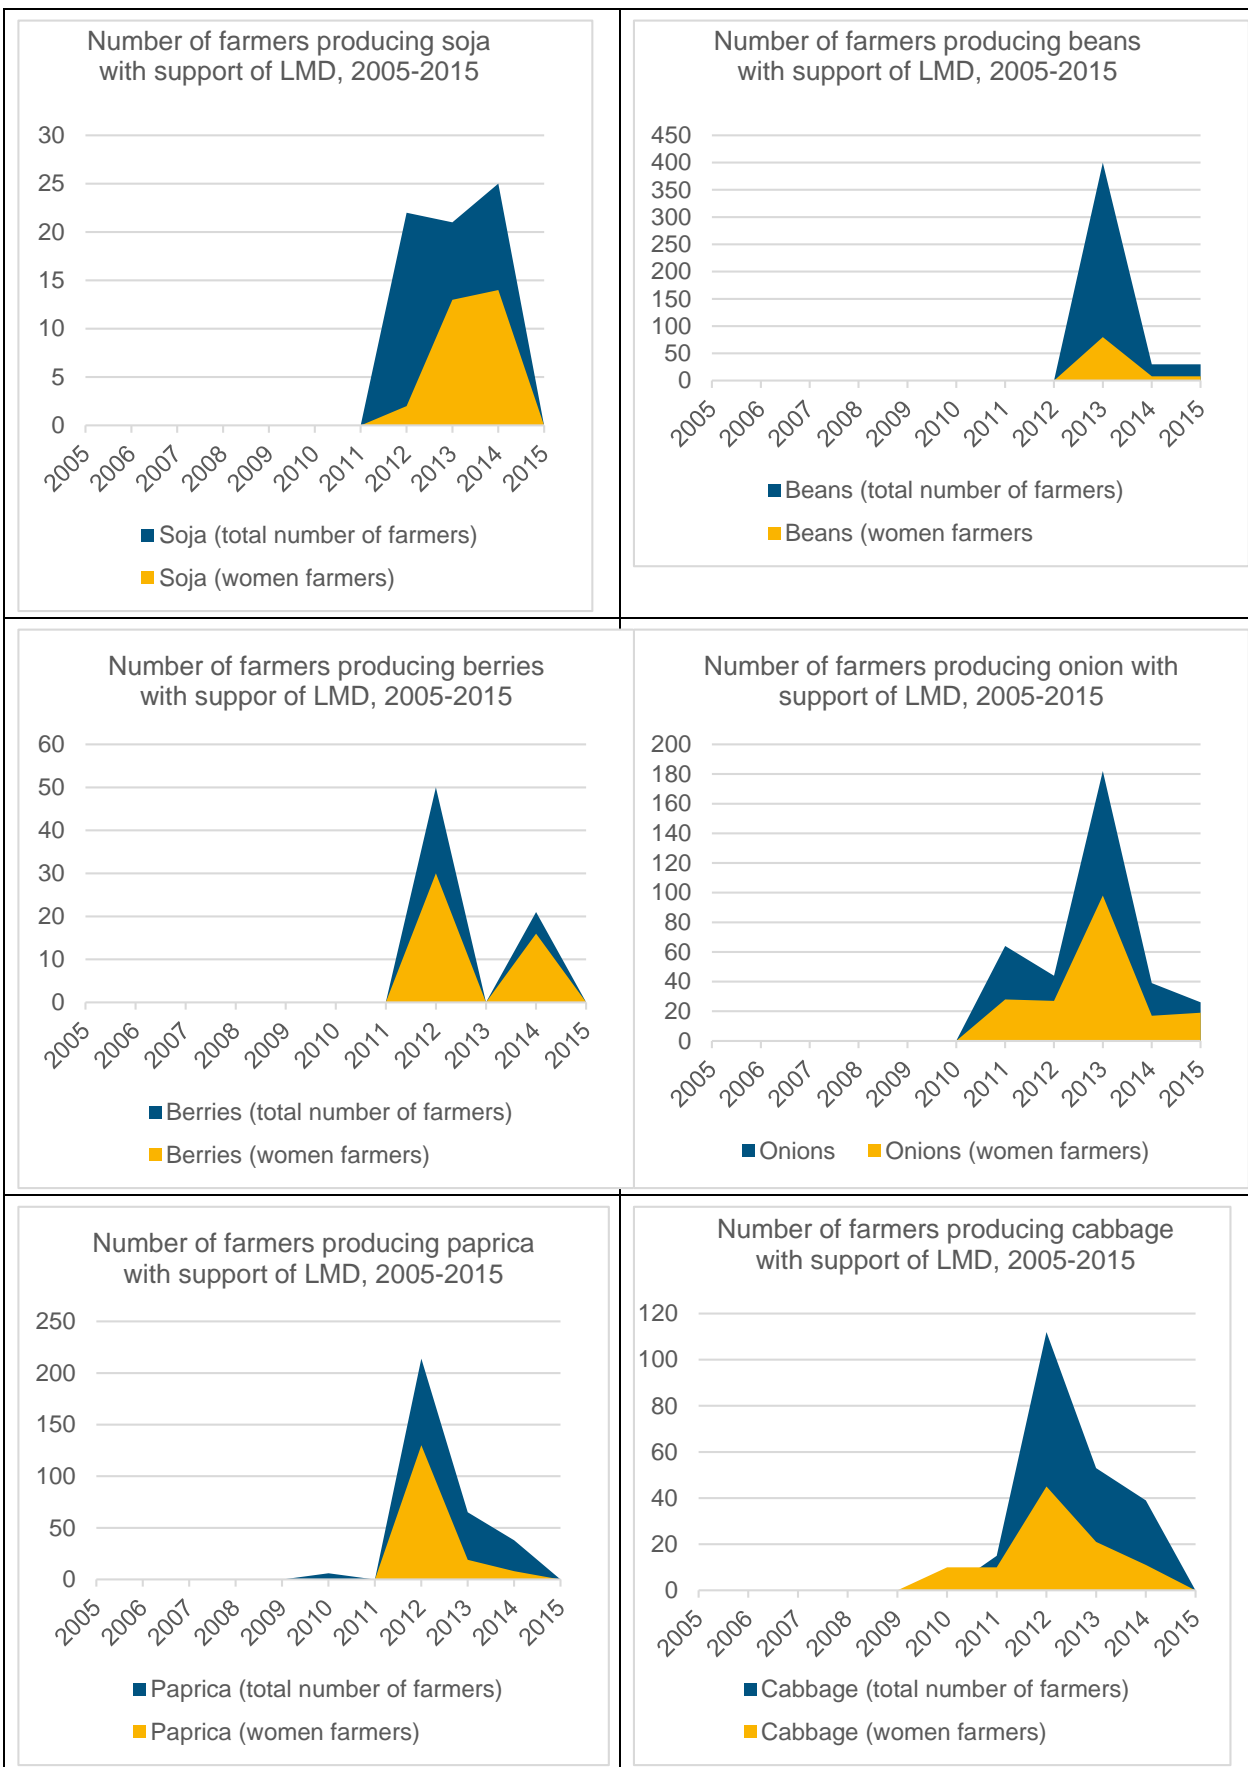 Number of farmers producing soja
with support of LMD, 2005-2015
30
25
20
15
10
5
0
2005 2006 2007 2008 2009 2010 2011 2012 2013 2014 2015
Soja (total number of farmers)
Soja (women farmers)
Number of farmers producing beans
with support of LMD, 2005-2015
450
400
350
300
250
200
150
100
50
0
2005 2006 2007 2008 2009 2010 2011 2012 2013 2014 2015
Beans (total number of farmers)
Beans (women farmers
Number of farmers producing berries
with suppor of LMD, 2005-2015
60
50
40
30
20
10
0
2005 2006 2007 2008 2009 2010 2011 2012 2013 2014 2015
Berries (total number of farmers)
Berries (women farmers)
Number of farmers producing onion with
support of LMD, 2005-2015
200
180
160
140
120
100
80
60
40
20
0
2005 2006 2007 2008 2009 2010 2011 2012 2013 2014 2015
Onions Onions (women farmers)
Number of farmers producing paprica
with support of LMD, 2005-2015
250
200
150
100
50
0
2005 2006 2007 2008 2009 2010 2011 2012 2013 2014 2015
Paprica (total number of farmers)
Paprica (women farmers)
Number of farmers producing cabbage
with support of LMD, 2005-2015
120
100
80
60
40
20
0
2005 2006 2007 2008 2009 2010 2011 2012 2013 2014 2015
Cabbage (total number of farmers)
Cabbage (women farmers)